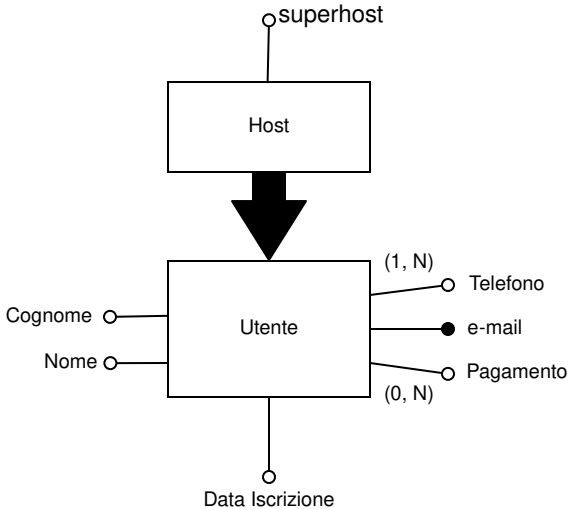 superhost
Host
(1, N)
Telefono
Cognome
Utente
e-mail
Nome
Pagamento
(0, N)
Data Iscrizione